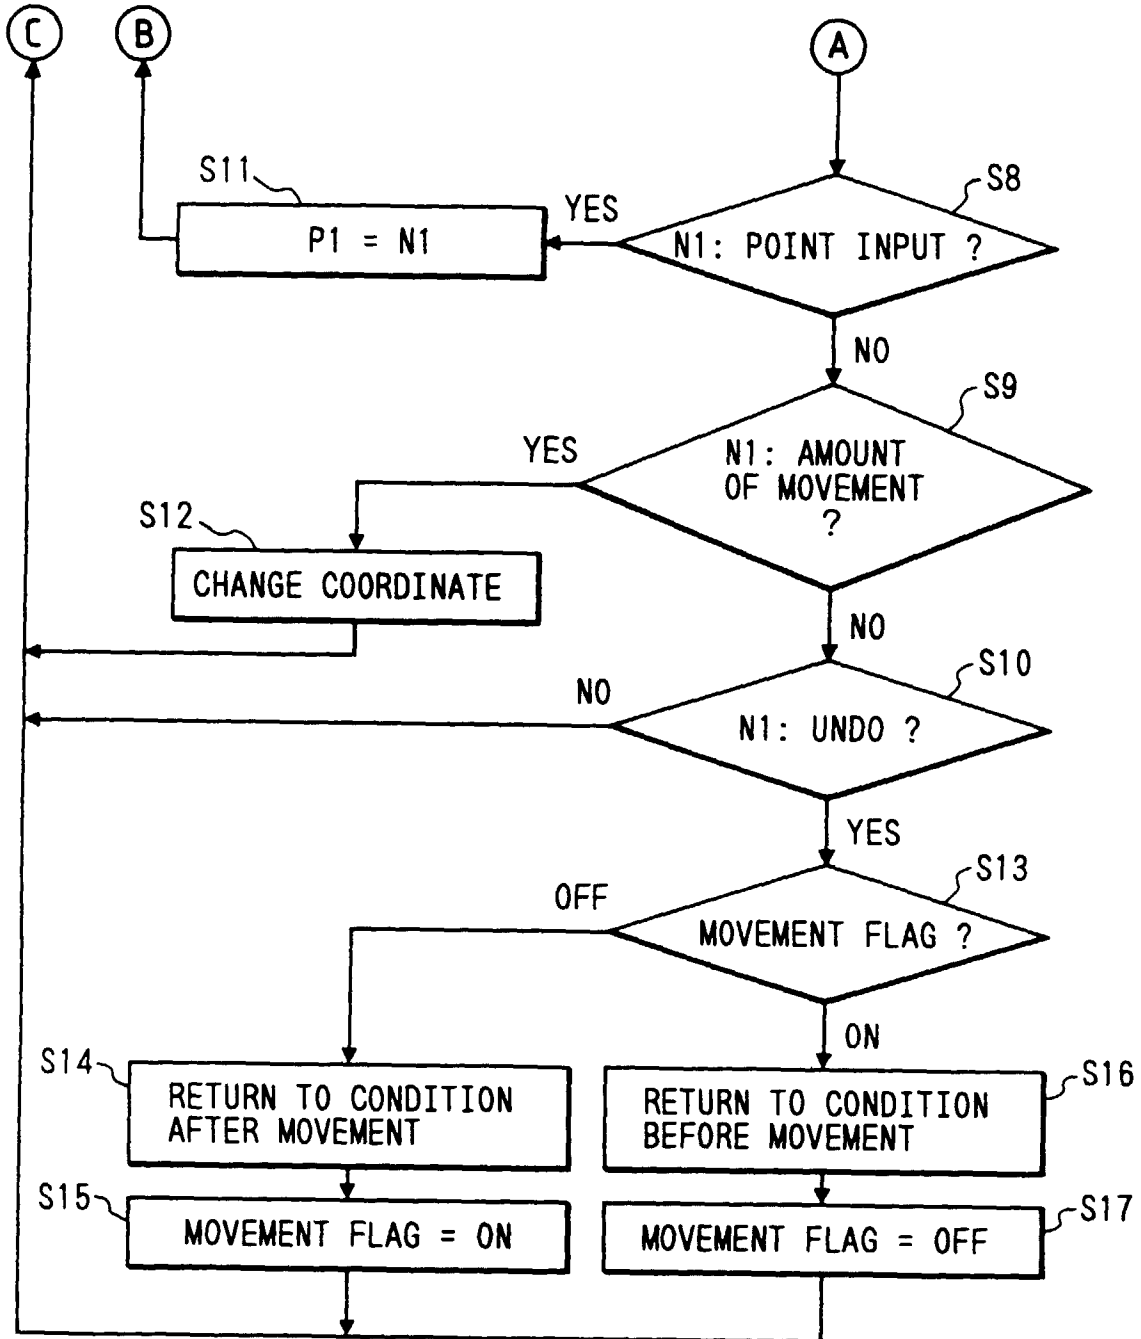 C
B
A
S11
P1 = N1
YES
S8
N1: POINT INPUT ?
NO
S9
YES
N1: AMOUNT
OF MOVEMENT
?
S12
CHANGE COORDINATE
NO
S10
NO
N1: UNDO ?
YES
S13
OFF
MOVEMENT FLAG ?
ON
S14
RETURN TO CONDITION
AFTER MOVEMENT
S16
RETURN TO CONDITION
BEFORE MOVEMENT
S15
MOVEMENT FLAG = ON
S17
MOVEMENT FLAG = OFF